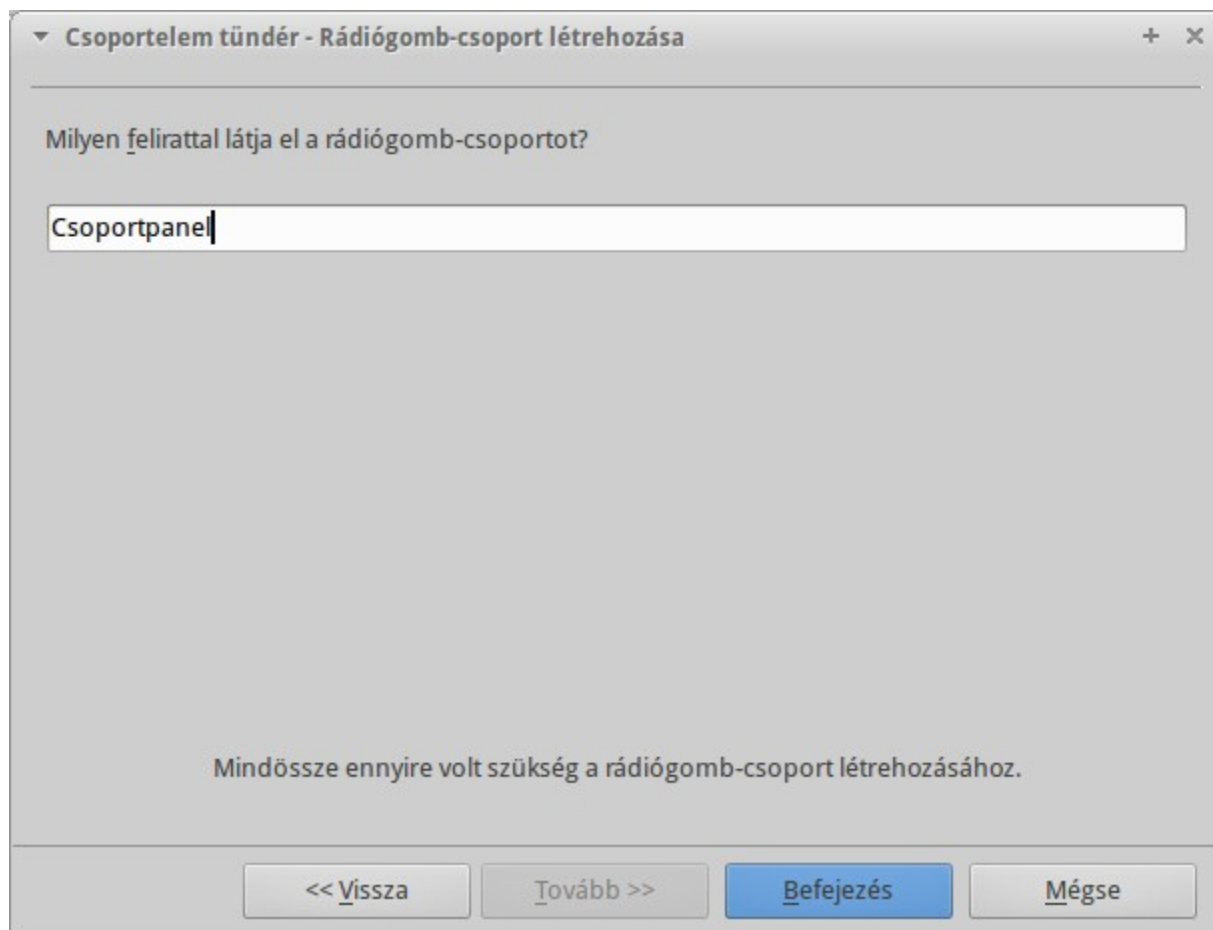 Csoportelem tündér - Rádiógomb-csoport létrehozása
Milyen felirattal látja el a rádiógomb-csoportot?
Csoportpanel
Mindössze ennyire volt szükség a rádiógomb-csoport létrehozásához.
<< Vissza Tovább >> Befejezés Mégse